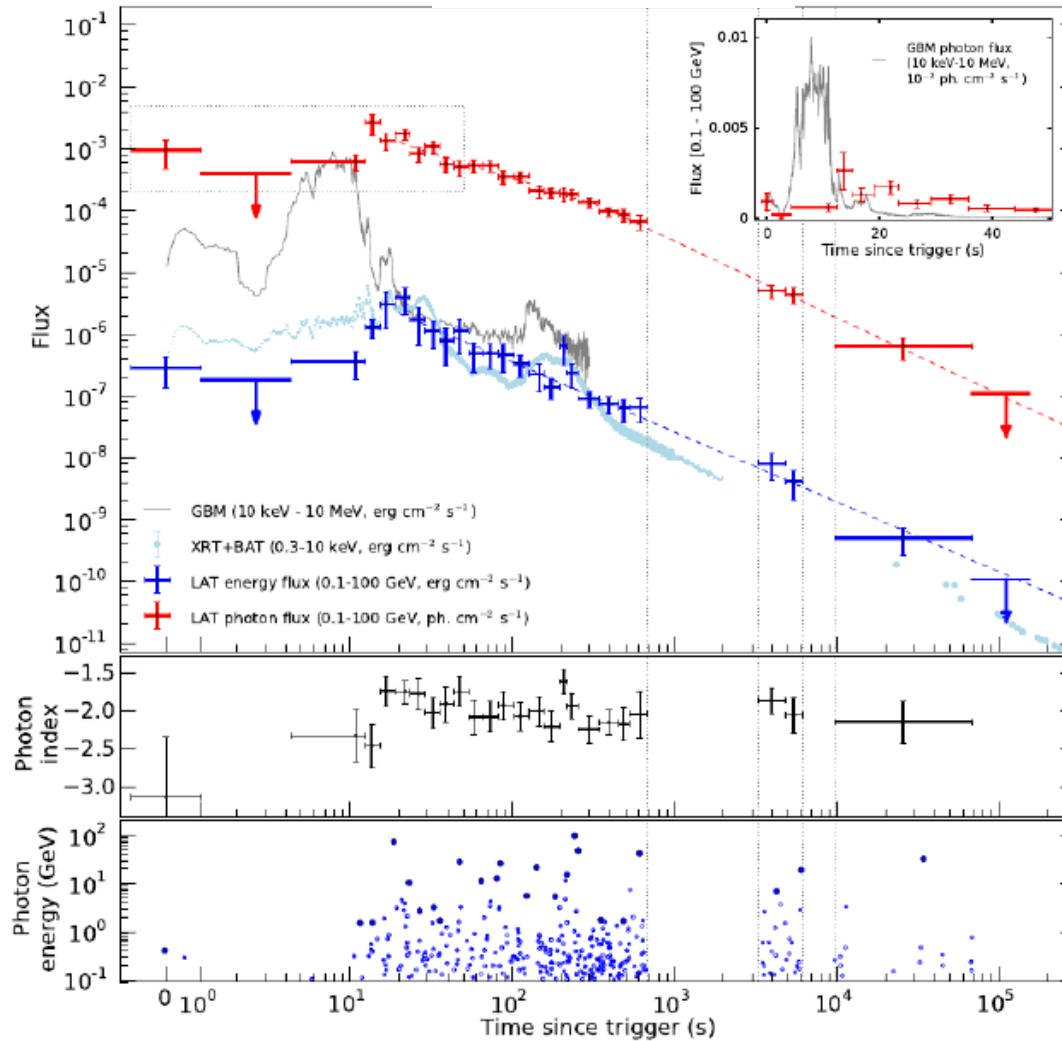 10⁻¹
10⁻²
10⁻³
10⁻⁴
10⁻⁵
10⁻⁶
10⁻⁷
10⁻⁸
10⁻⁹
10⁻¹⁰
10⁻¹¹
Flux
0.01
0.005
0
Flux [0.1 - 100 GeV]
GBM photon flux
(10 keV-10 MeV,
10⁻² ph. cm⁻² s⁻¹)
0 20 40
Time since trigger (s)
GBM (10 keV - 10 MeV, erg cm⁻² s⁻¹)
XRT+BAT (0.3-10 keV, erg cm⁻² s⁻¹)
LAT energy flux (0.1-100 GeV, erg cm⁻² s⁻¹)
LAT photon flux (0.1-100 GeV, ph. cm⁻² s⁻¹)
−1.5
−2.0
−2.5
−3.0
Photon
index
10²
10¹
10⁰
10⁻¹
Photon
energy (GeV)
0 10⁰ 10¹ 10² 10³ 10⁴ 10⁵
Time since trigger (s)